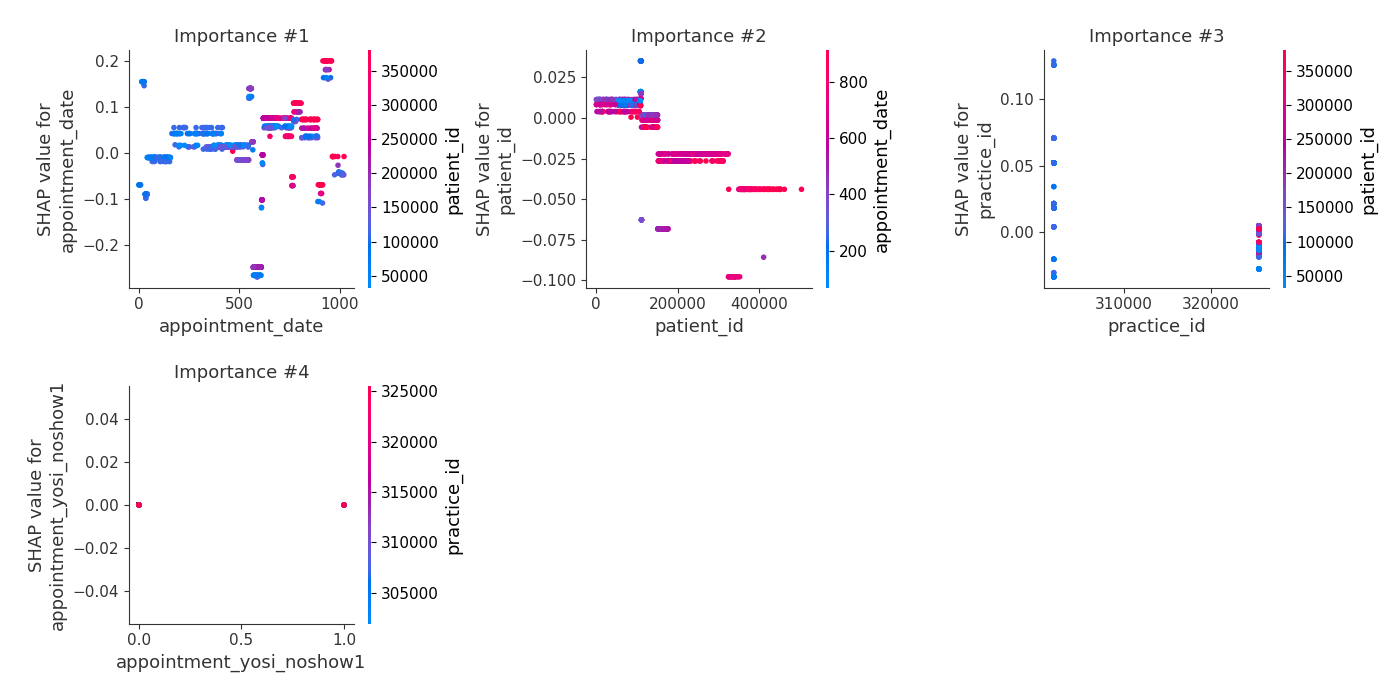 Importance #1
0.2
0.1
0.0
−0.1
−0.2
SHAP value for
appointment_date
0
500
1000
appointment_date
350000
300000
250000
200000
150000
100000
50000
patient_id
Importance #2
0.025
0.000
−0.025
−0.050
−0.075
−0.100
SHAP value for
patient_id
0
200000
400000
patient_id
800
600
400
200
appointment_date
Importance #3
0.10
0.05
0.00
SHAP value for
practice_id
310000
320000
practice_id
350000
300000
250000
200000
150000
100000
50000
patient_id
Importance #4
0.04
0.02
0.00
−0.02
−0.04
SHAP value for
appointment_yosi_noshow1
0.0
0.5
1.0
appointment_yosi_noshow1
325000
320000
315000
310000
305000
practice_id